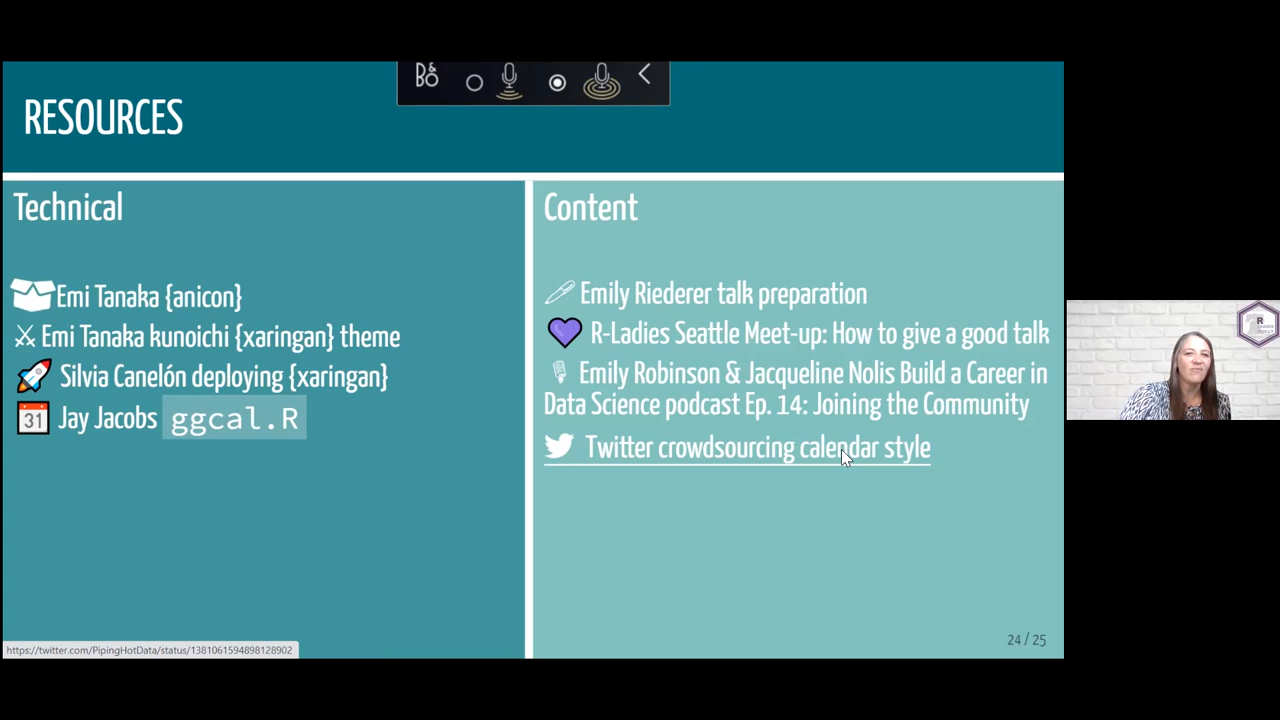 RESOURCES
Technical
Emi Tanaka {anicon}
Emi Tanaka kunoichi {xaringan} theme
Silvia Canelón deploying {xaringan}
31 Jay Jacobs ggcal.R
Content
Emily Riederer talk preparation
R-Ladies Seattle Meet-up: How to give a good talk
Emily Robinson & Jacqueline Nolis Build a Career in
Data Science podcast Ep. 14: Joining the Community
Twitter crowdsourcing calendar style
24 / 25
https://twitter.com/PipingHotData/status/1381061594898128902
R